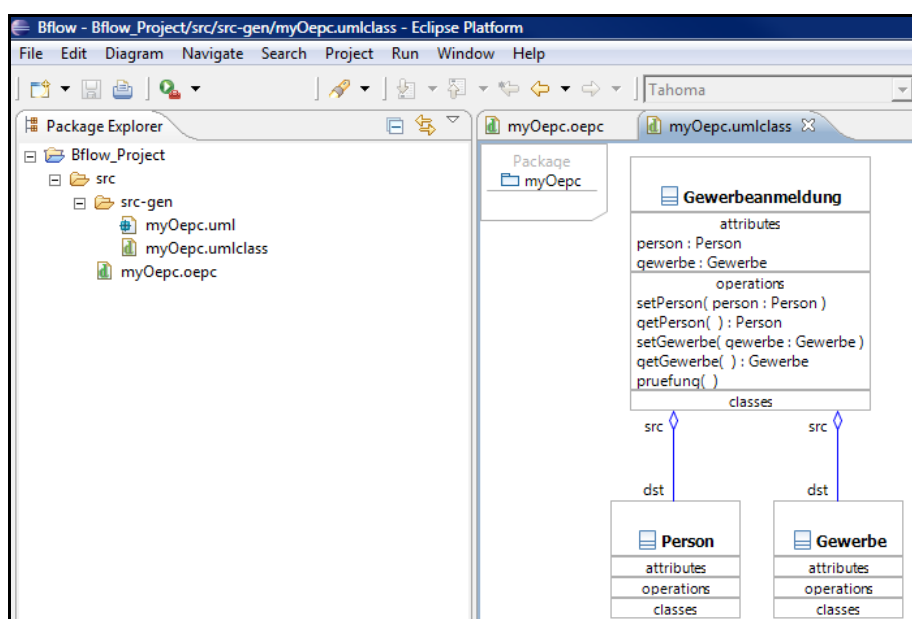 Bflow - Bflow_Project/src/src-gen/myOepc.umlclass - Eclipse Platform
File Edit Diagram Navigate Search Project Run Window Help
Tahoma
Package Explorer
Bflow_Project
src
src-gen
myOepc.uml
myOepc.umlclass
myOepc.oepc
myOepc.oepc
myOepc.umlclass
Package
myOepc
Gewerbeanmeldung
attributes
person : Person
gewerbe : Gewerbe
operations
setPerson( person : Person )
getPerson( ) : Person
setGewerbe( gewerbe : Gewerbe )
getGewerbe( ) : Gewerbe
pruefung( )
classes
src
src
dst
dst
Person
attributes
operations
classes
Gewerbe
attributes
operations
classes